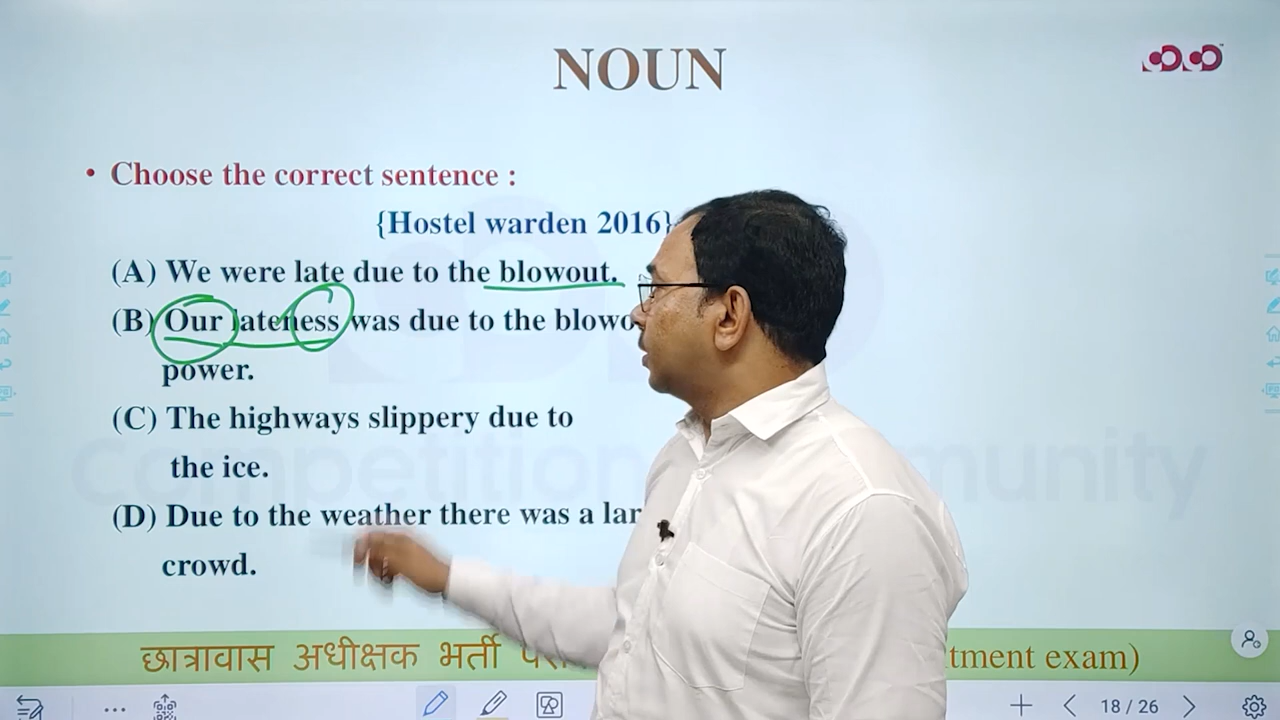 NOUN
• Choose the correct sentence :
{Hostel warden 2016}
(A) We were late due to the blowout.
(B) Our lateness was due to the
power.
(C) The highways slippery due to
the ice.
(D) Due to the weather there was a
crowd.
छात्रावास अधीक्षक भर्ती exam)
18 / 26